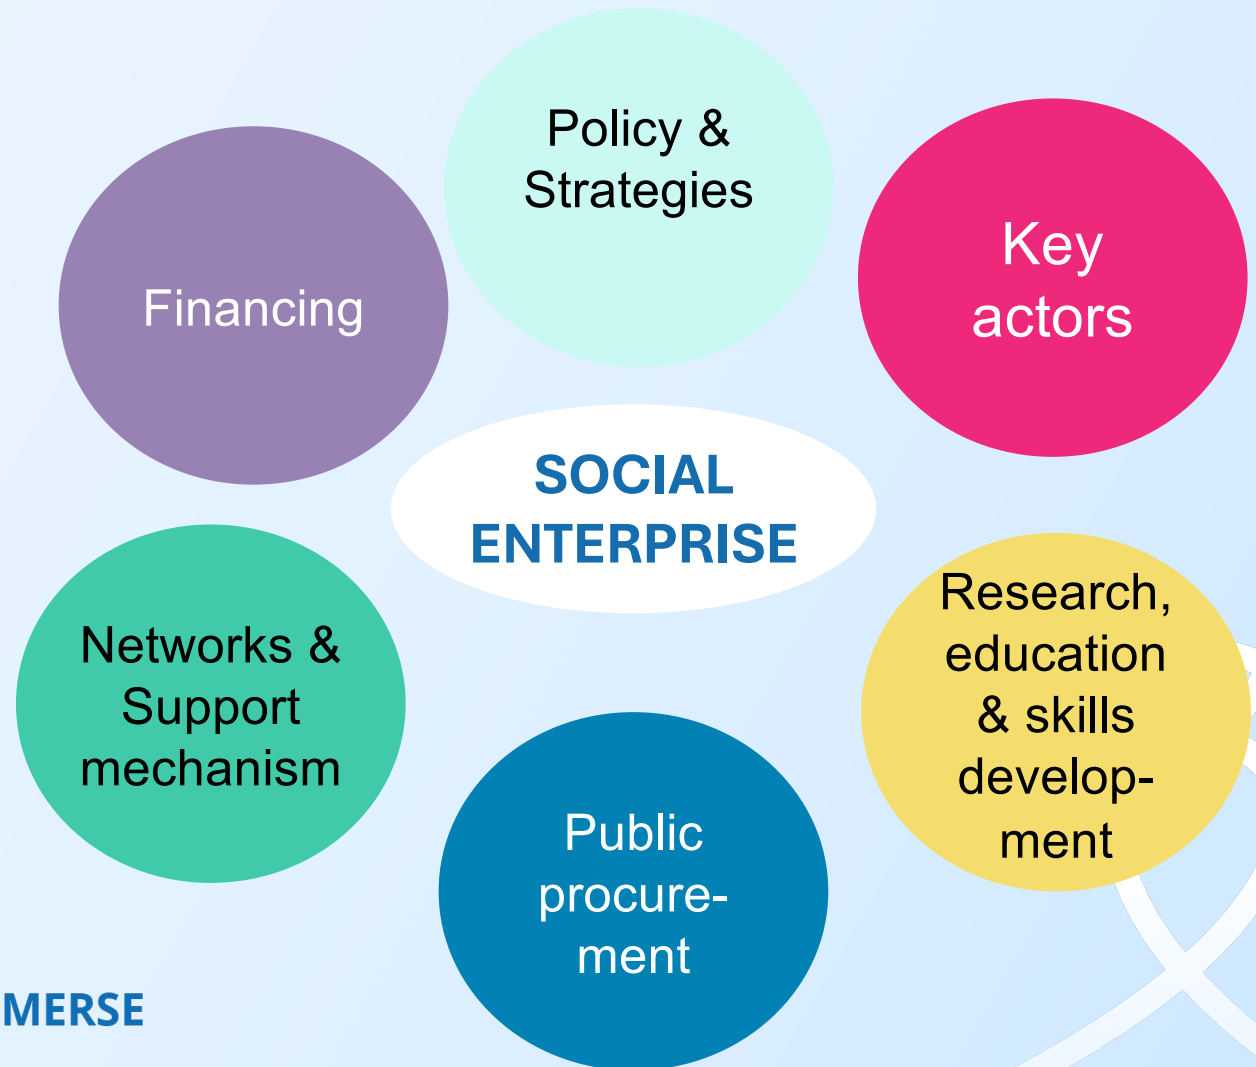 Policy &
Strategies
Key
actors
Financing
SOCIAL
ENTERPRISE
Research,
education
& skills
develop-
ment
Networks &
Support
mechanism
Public
procure-
ment
MERSE